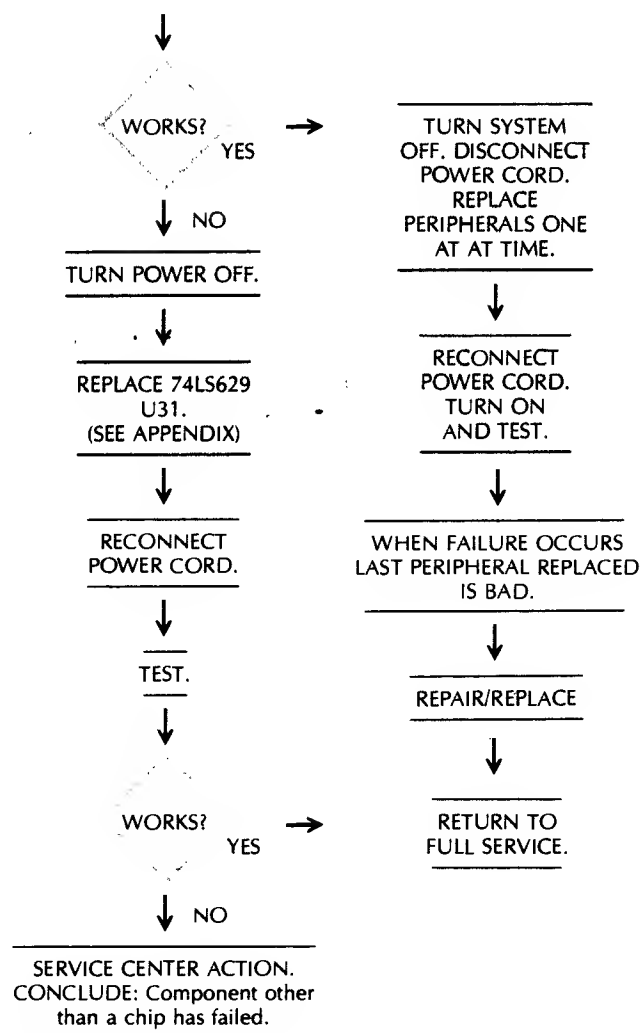 WORKS?
YES
NO
TURN POWER OFF.
REPLACE 74LS629
U31.
(SEE APPENDIX)
RECONNECT
POWER CORD.
TEST.
WORKS?
YES
NO
SERVICE CENTER ACTION.
CONCLUDE: Component other
than a chip has failed.
TURN SYSTEM
OFF. DISCONNECT
POWER CORD.
REPLACE
PERIPHERALS ONE
AT AT TIME.
RECONNECT
POWER CORD.
TURN ON
AND TEST.
WHEN FAILURE OCCURS
LAST PERIPHERAL REPLACED
IS BAD.
REPAIR/REPLACE
RETURN TO
FULL SERVICE.